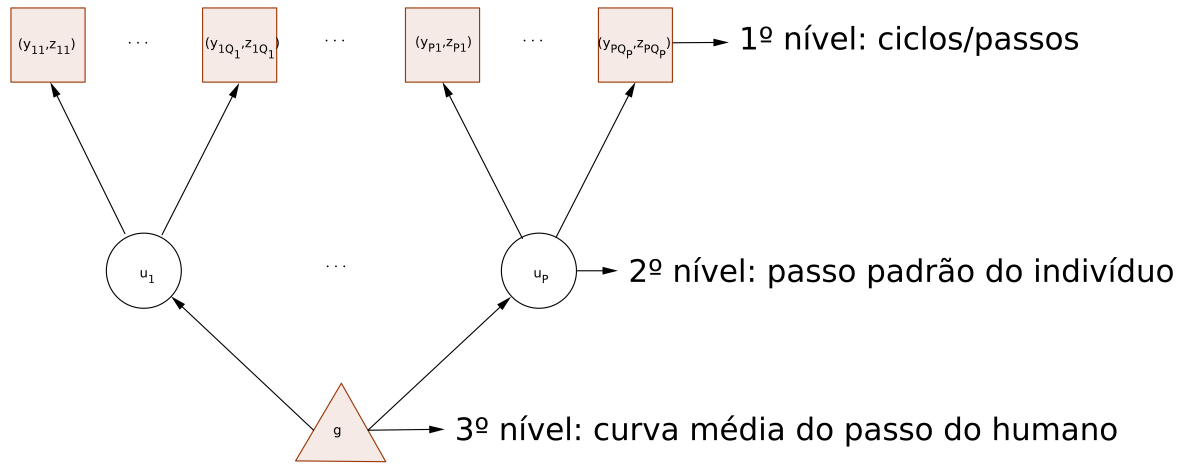 (y11,z11) ... (y1Q1,z1Q1) ... (yP1,zP1) ... (yPQP,zPQP) 1º nível: ciclos/passos
u1 ... uP 2º nível: passo padrão do indivíduo
g 3º nível: curva média do passo do humano